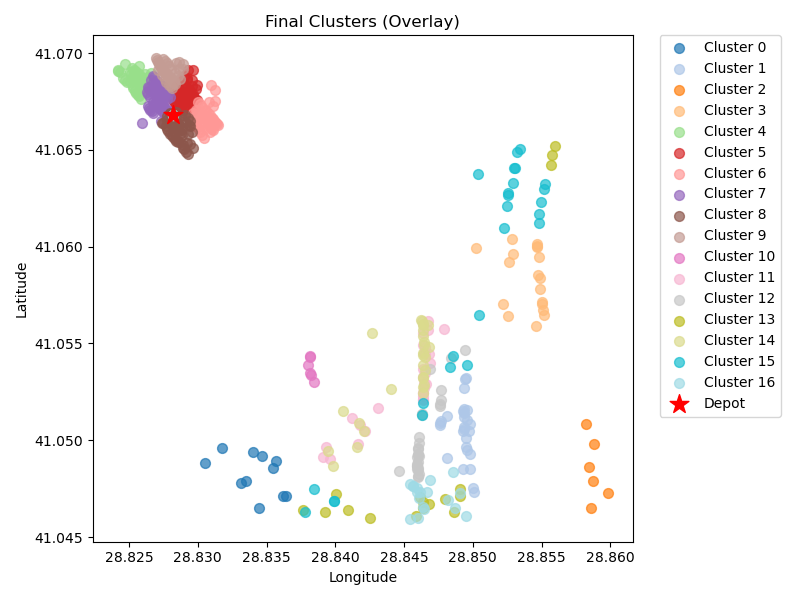 Final Clusters (Overlay)
41.070
41.065
41.060
41.055
41.050
41.045
Latitude
28.825
28.830
28.835
28.840
28.845
28.850
28.855
28.860
Longitude
Cluster 0
Cluster 1
Cluster 2
Cluster 3
Cluster 4
Cluster 5
Cluster 6
Cluster 7
Cluster 8
Cluster 9
Cluster 10
Cluster 11
Cluster 12
Cluster 13
Cluster 14
Cluster 15
Cluster 16
Depot